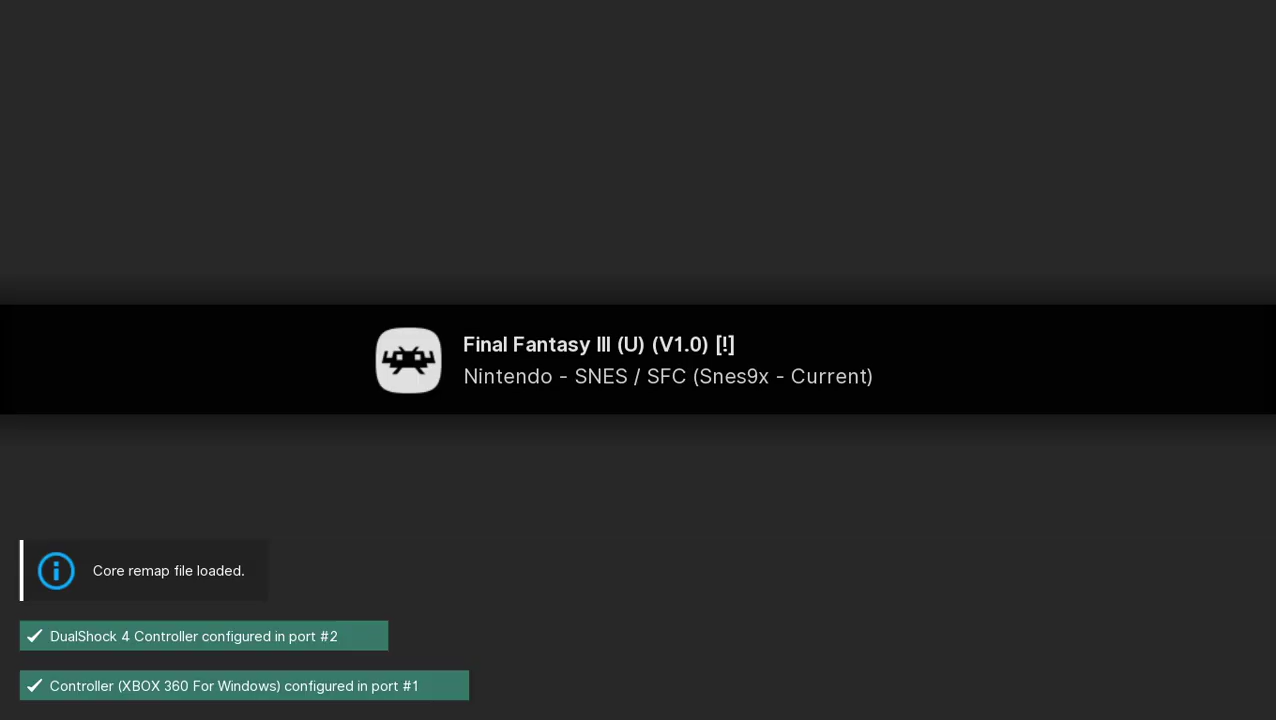 Final Fantasy III (U) (V1.0) [!]
Nintendo - SNES / SFC (Snes9x - Current)
Core remap file loaded.
DualShock 4 Controller configured in port #2
Controller (XBOX 360 For Windows) configured in port #1